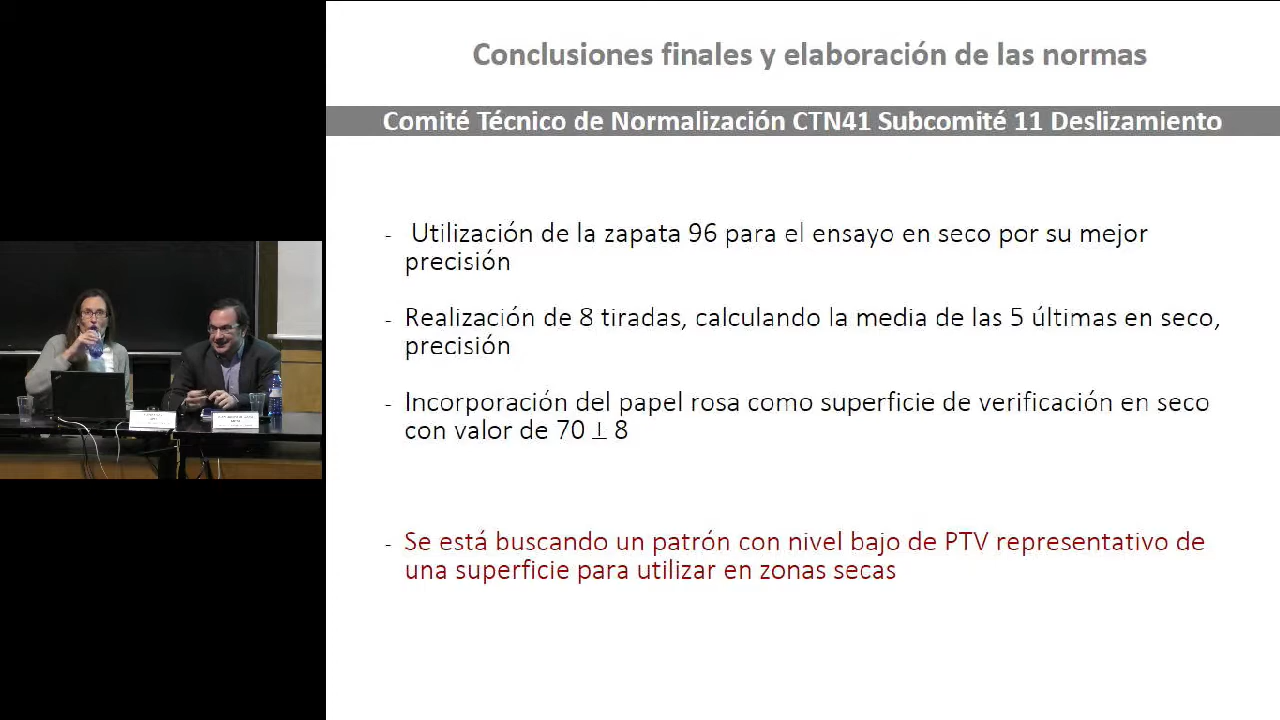 Conclusiones finales y elaboración de las normas
Comité Técnico de Normalización CTN41 Subcomité 11 Deslizamiento
- Utilización de la zapata 96 para el ensayo en seco por su mejor
precisión
- Realización de 8 tiradas, calculando la media de las 5 últimas en seco,
precisión
- Incorporación del papel rosa como superficie de verificación en seco
con valor de 70 ± 8
- Se está buscando un patrón con nivel bajo de PTV representativo de
una superficie para utilizar en zonas secas